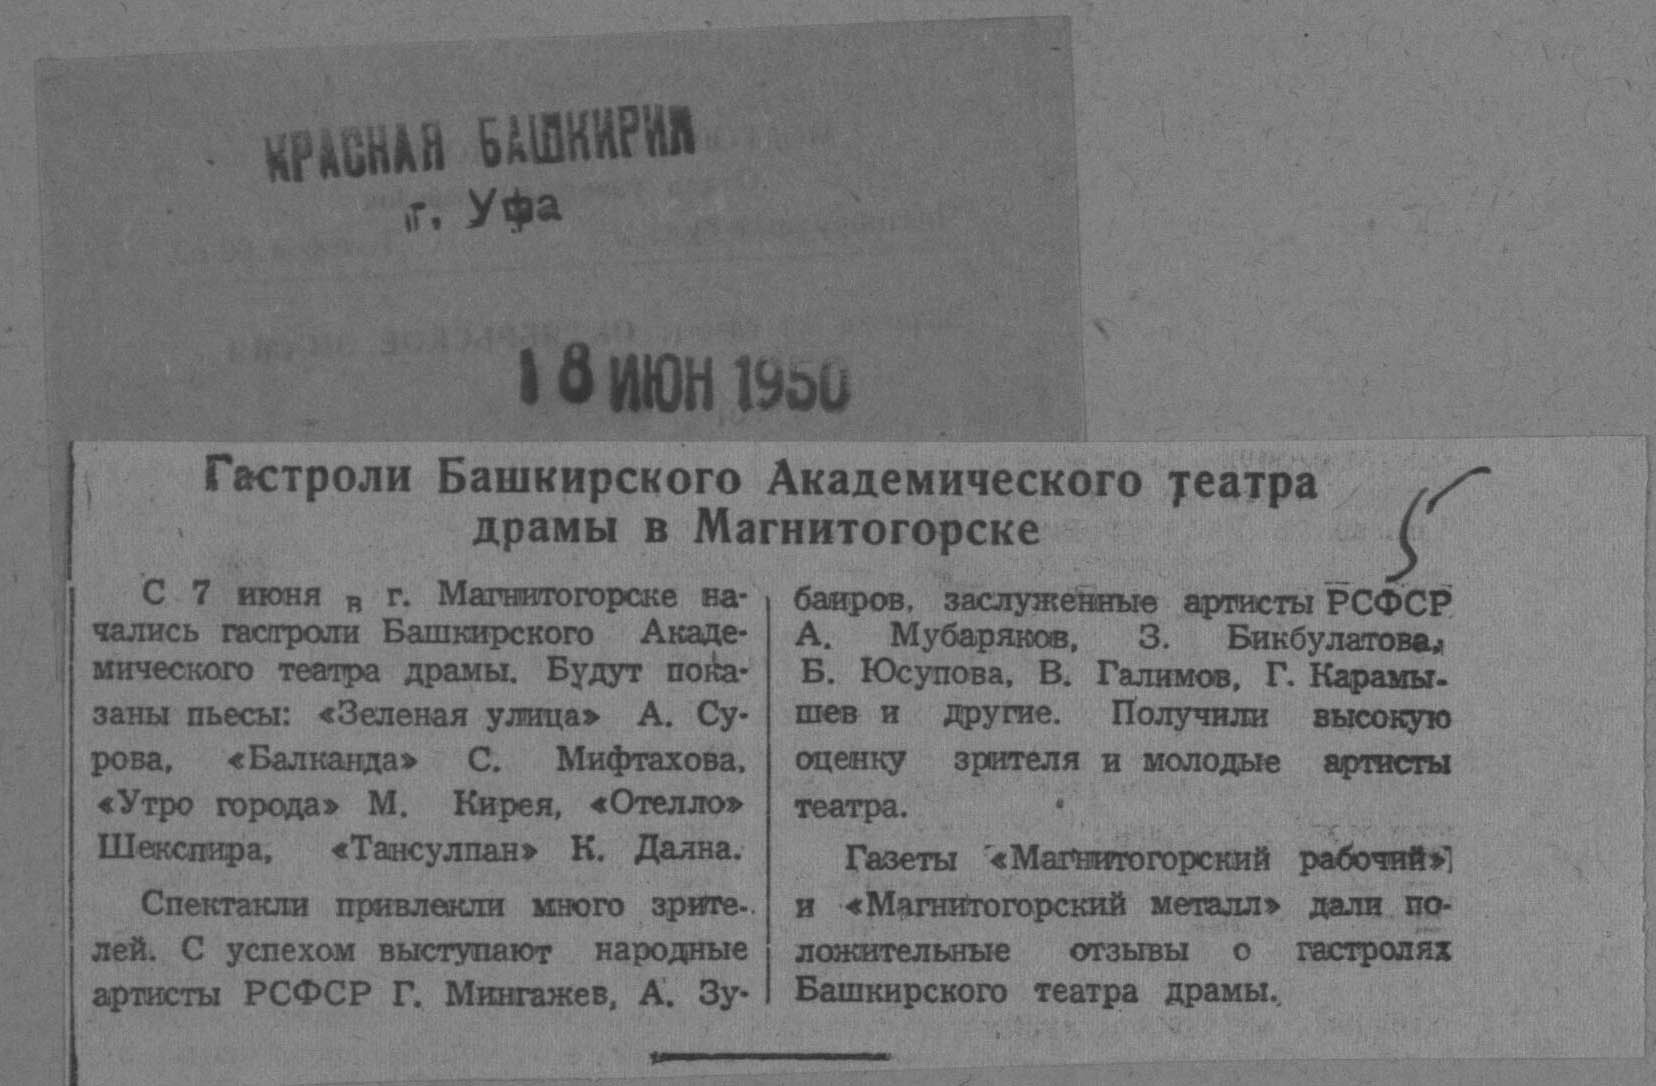 КРАСНАЯ БАШКИРИЯ
г. Уфа
18 ИЮН 1950
Гастроли Башкирского Академического театра
драмы в Магнитогорске
С 7 июня в г. Магнитогорске на-
чались гастроли Башкирского Акаде-
мического театра драмы. Будут пока-
заны пьесы: «Зеленая улица» А. Су-
рова, «Балканда» С. Мифтахова,
«Утро города» М. Кирея, «Отелло»
Шекспира, «Тансулпан» К. Даяна.
Спектакли привлекли много зрите-
лей. С успехом выступают народные
артисты РСФСР Г. Мингажев, А. Зу-
баиров, заслуженные артисты РСФСР
А. Мубаряков, З. Бикбулатова,
Б. Юсупова, В. Галимов, Г. Карамы-
шев и другие. Получили высокую
оценку зрителя и молодые артисты
театра.
Газеты «Магнитогорский рабочий»
и «Магнитогорский металл» дали по-
ложительные отзывы о гастролях
Башкирского театра драмы.